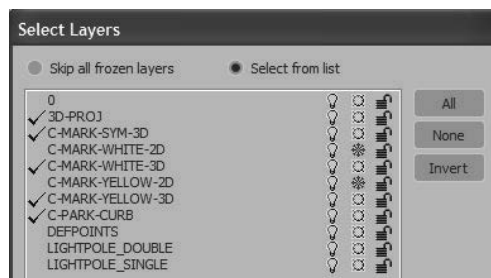 Select Layers
Skip all frozen layers Select from list
0
3D-PROJ
C-MARK-SYM-3D
C-MARK-WHITE-2D
C-MARK-WHITE-3D
C-MARK-YELLOW-2D
C-MARK-YELLOW-3D
C-PARK-CURB
DEFPOINTS
LIGHTPOLE_DOUBLE
LIGHTPOLE_SINGLE
All
None
Invert